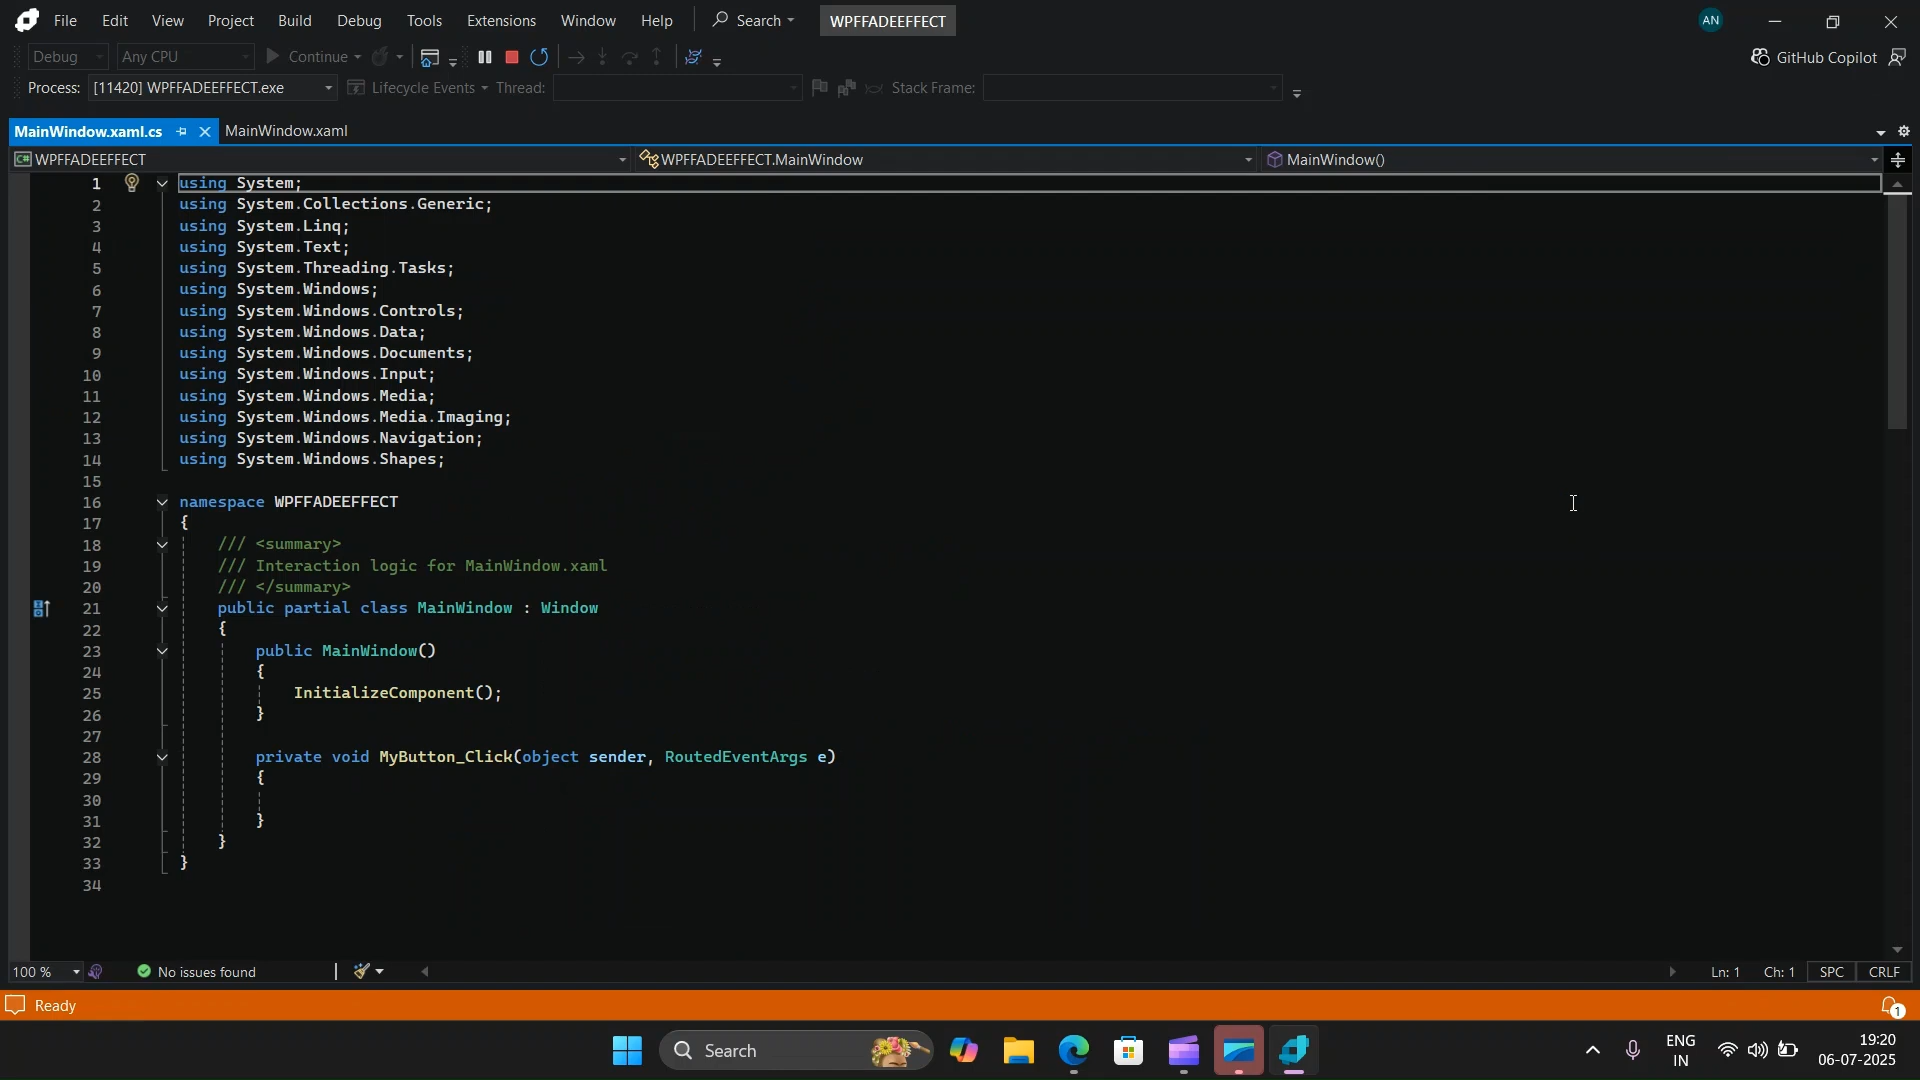 File Edit View Project Build Debug Tools Extensions Window Help Search WPFFADEEFFECT AN
Debug Any CPU Continue GitHub Copilot
Process: [11420] WPFFADEEFFECT.exe Lifecycle Events Thread: Stack Frame:
MainWindow.xaml.cs MainWindow.xaml
C# WPFFADEEFFECT WPFFADEEFFECT.MainWindow MainWindow()
1 using System;
2 using System.Collections.Generic;
3 using System.Linq;
4 using System.Text;
5 using System.Threading.Tasks;
6 using System.Windows;
7 using System.Windows.Controls;
8 using System.Windows.Data;
9 using System.Windows.Documents;
10 using System.Windows.Input;
11 using System.Windows.Media;
12 using System.Windows.Media.Imaging;
13 using System.Windows.Navigation;
14 using System.Windows.Shapes;
15
16 namespace WPFFADEEFFECT
17 {
18 /// <summary>
19 /// Interaction logic for MainWindow.xaml
20 /// </summary>
21 public partial class MainWindow : Window
22 {
23 public MainWindow()
24 {
25 InitializeComponent();
26 }
27
28 private void MyButton_Click(object sender, RoutedEventArgs e)
29 {
30
31 }
32 }
33 }
34
100 % No issues found Ln: 1 Ch: 1 SPC CRLF
Ready 1
Search ENG 19:20
IN 06-07-2025